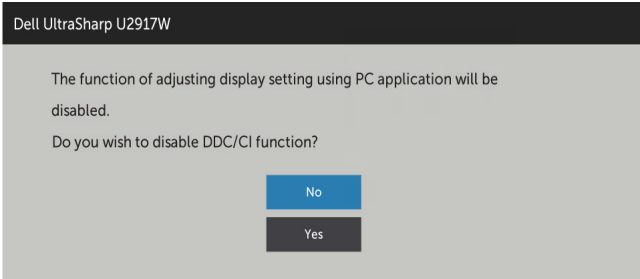 Dell UltraSharp U2917W
The function of adjusting display setting using PC application will be
disabled.
Do you wish to disable DDC/CI function?
No
Yes